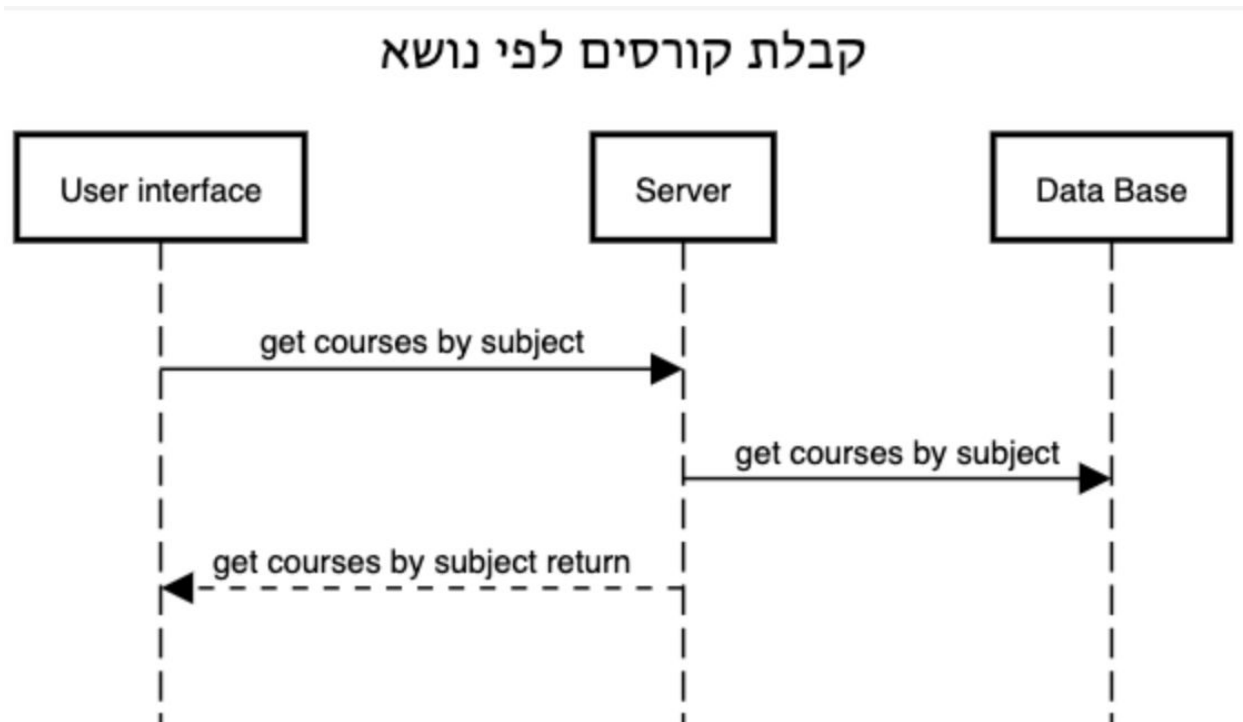 קבלת קורסים לפי נושא
User interface
Server
Data Base
get courses by subject
get courses by subject
get courses by subject return